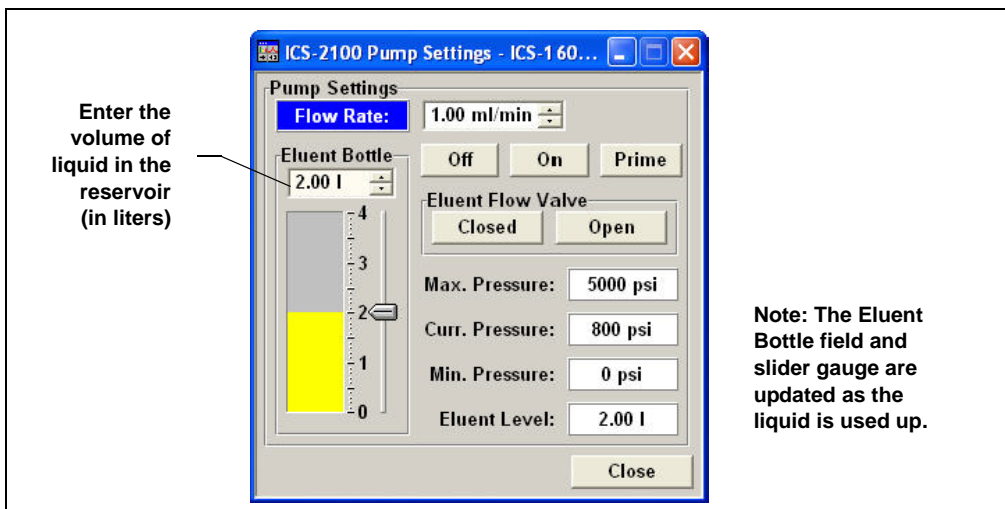 ICS-2100 Pump Settings - ICS-160...
Pump Settings
Flow Rate:
1.00 ml/min
Enter the
volume of
liquid in the
reservoir
(in liters)
Eluent Bottle
2.00 l
4
3
2
1
0
Off
On
Prime
Eluent Flow Valve
Closed
Open
Max. Pressure:
5000 psi
Curr. Pressure:
800 psi
Min. Pressure:
0 psi
Eluent Level:
2.00 l
Close
Note: The Eluent
Bottle field and
slider gauge are
updated as the
liquid is used up.